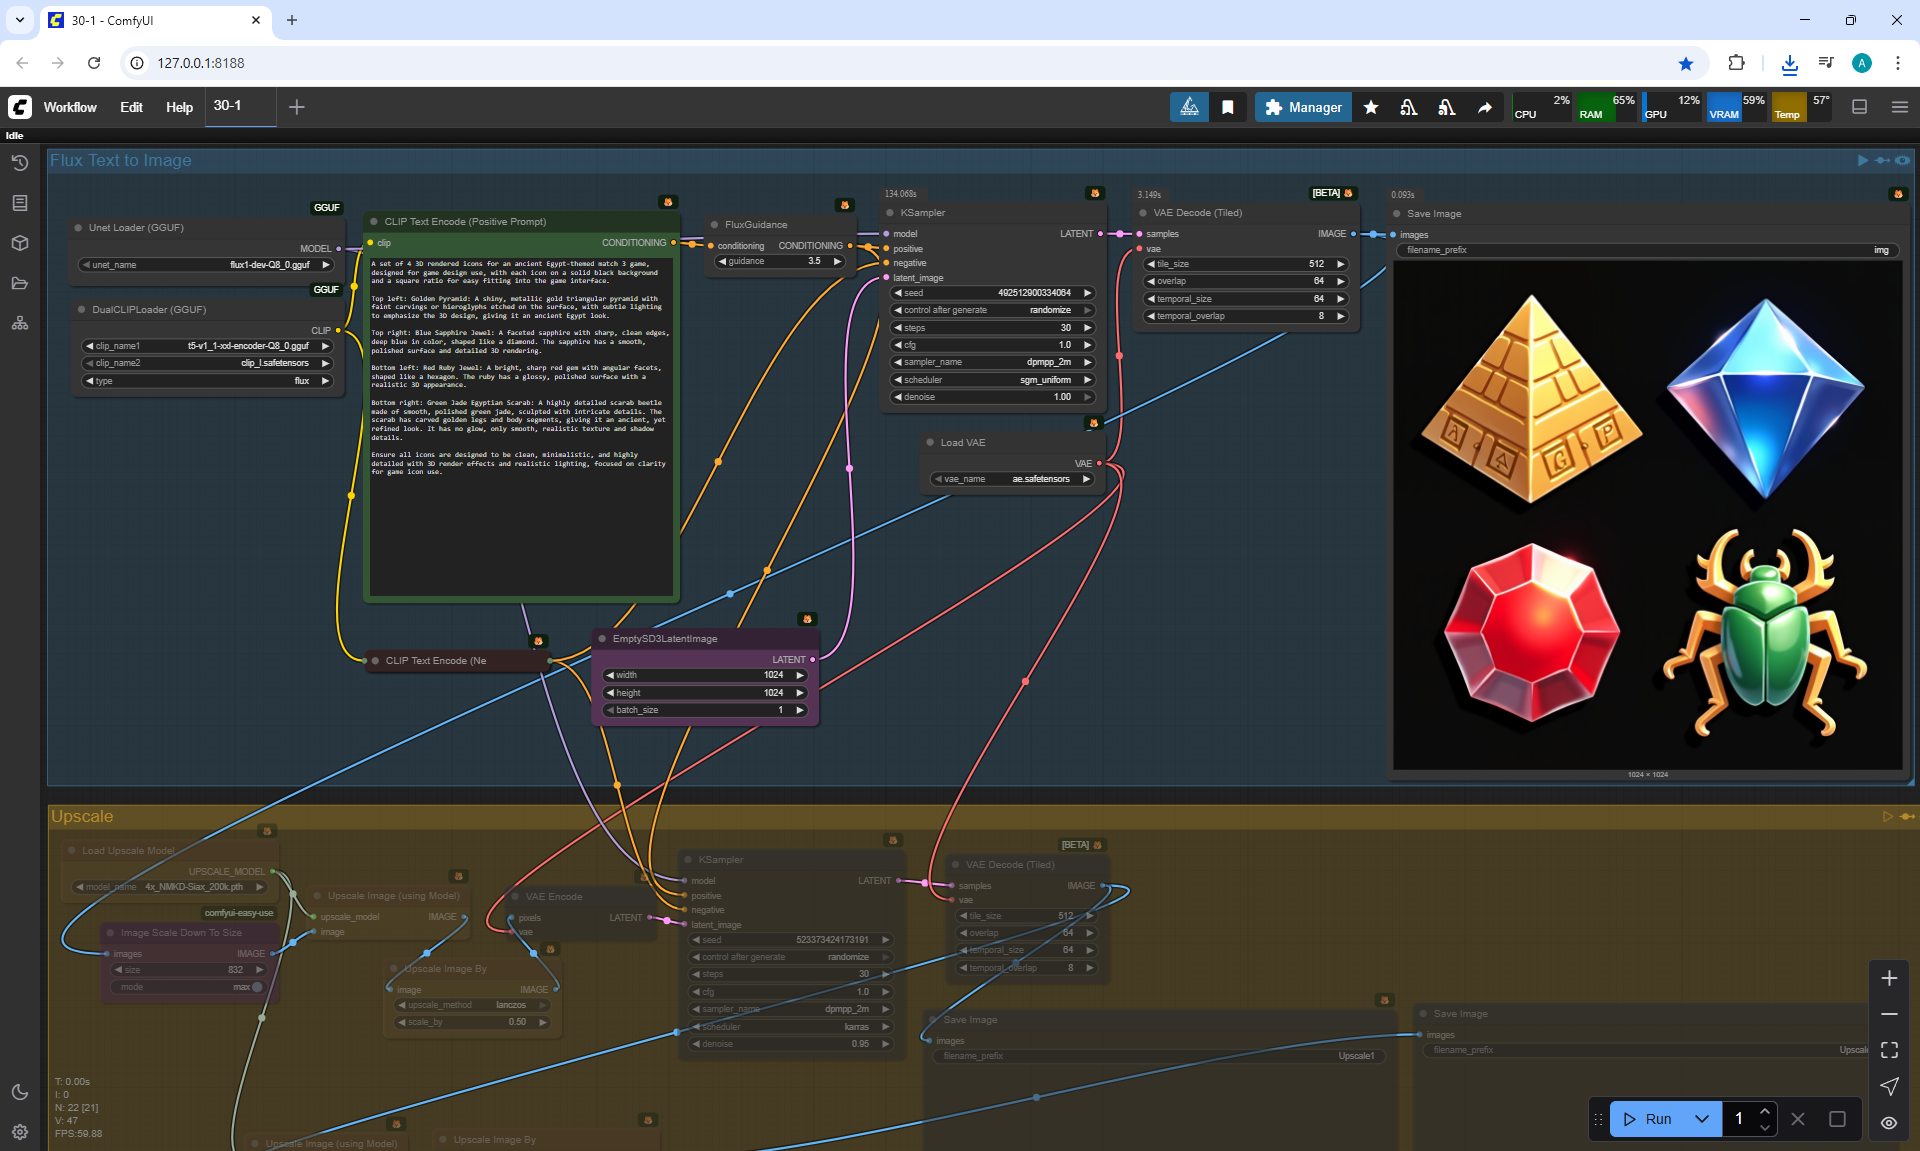 30-1 - ComfyUI
127.0.0.1:8188
Workflow
Edit
Help
30-1
Manager
CPU 2%
RAM 65%
GPU 12%
VRAM 59%
Temp 57°
Idle
Flux Text to Image
GGUF
Unet Loader (GGUF)
MODEL
unet_name flux1-dev-Q8_0.gguf
GGUF
DualCLIPLoader (GGUF)
CLIP
clip_name1 t5-v1_1-xxl-encoder-Q8_0.gguf
clip_name2 clip_l.safetensors
type flux
CLIP Text Encode (Positive Prompt)
clip CONDITIONING
A set of 4 3D rendered icons for an ancient Egypt-themed match 3 game,
designed for game design use, with each icon on a solid black background
and a square ratio for easy fitting into the game interface.
Top left: Golden Pyramid: A shiny, metallic gold triangular pyramid with
faint carvings or hieroglyphs etched on the surface, with subtle lighting
to emphasize the 3D design, giving it an ancient Egypt look.
Top right: Blue Sapphire Jewel: A faceted sapphire with sharp, clean edges,
deep blue in color, shaped like a diamond. The sapphire has a smooth,
polished surface and detailed 3D rendering.
Bottom left: Red Ruby Jewel: A bright, sharp red gem with angular facets,
shaped like a hexagon. The ruby has a glossy, polished surface with a
realistic 3D appearance.
Bottom right: Green Jade Egyptian Scarab: A highly detailed scarab beetle
made of smooth, polished green jade, sculpted with intricate details. The
scarab has carved golden legs and body segments, giving it an ancient, yet
refined look. It has no glow, only smooth, realistic texture and shadow
details.
Ensure all icons are designed to be clean, minimalistic, and highly
detailed with 3D render effects and realistic lighting, focused on clarity
for game icon use.
FluxGuidance
conditioning CONDITIONING
guidance 3.5
134.068s
KSampler
model LATENT
positive
negative
latent_image
seed 492512900334064
control after generate randomize
steps 30
cfg 1.0
sampler_name dpmpp_2m
scheduler sgm_uniform
denoise 1.00
3.149s
[BETA]
VAE Decode (Tiled)
samples IMAGE
vae
tile_size 512
overlap 64
temporal_size 64
temporal_overlap 8
0.093s
Save Image
images
filename_prefix img
A A G P
1024 × 1024
Load VAE
VAE
vae_name ae.safetensors
CLIP Text Encode (Ne
EmptySD3LatentImage
LATENT
width 1024
height 1024
batch_size 1
Upscale
Load Upscale Model
UPSCALE_MODEL
model_name 4x_NMKD-Siax_200k.pth
comfyui-easy-use
Image Scale Down To Size
images IMAGE
size 832
mode max
Upscale Image (using Model)
upscale_model IMAGE
image
Upscale Image By
image IMAGE
upscale_method lanczos
scale_by 0.50
VAE Encode
pixels LATENT
vae
KSampler
model LATENT
positive
negative
latent_image
seed 523373424173191
control after generate randomize
steps 30
cfg 1.0
sampler_name dpmpp_2m
scheduler karras
denoise 0.95
[BETA]
VAE Decode (Tiled)
samples IMAGE
vae
tile_size 512
overlap 64
temporal_size 64
temporal_overlap 8
Save Image
images
filename_prefix Upscale1
Save Image
images
filename_prefix Upscale
T: 0.00s
I: 0
N: 22 [21]
V: 47
FPS:59.88
Upscale Image (using Model)
Upscale Image By
Run
1